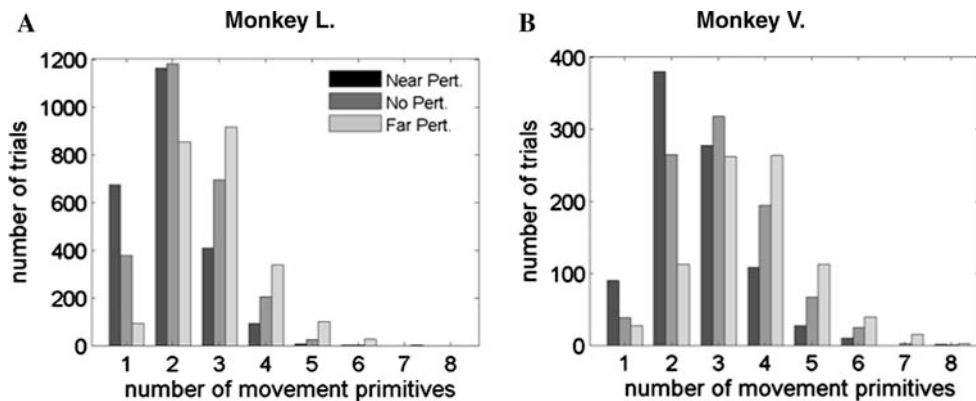 A
Monkey L.
number of trials
1200
1000
800
600
400
200
0
Near Pert.
No Pert.
Far Pert.
1 2 3 4 5 6 7 8
number of movement primitives
B
Monkey V.
number of trials
400
300
200
100
0
1 2 3 4 5 6 7 8
number of movement primitives